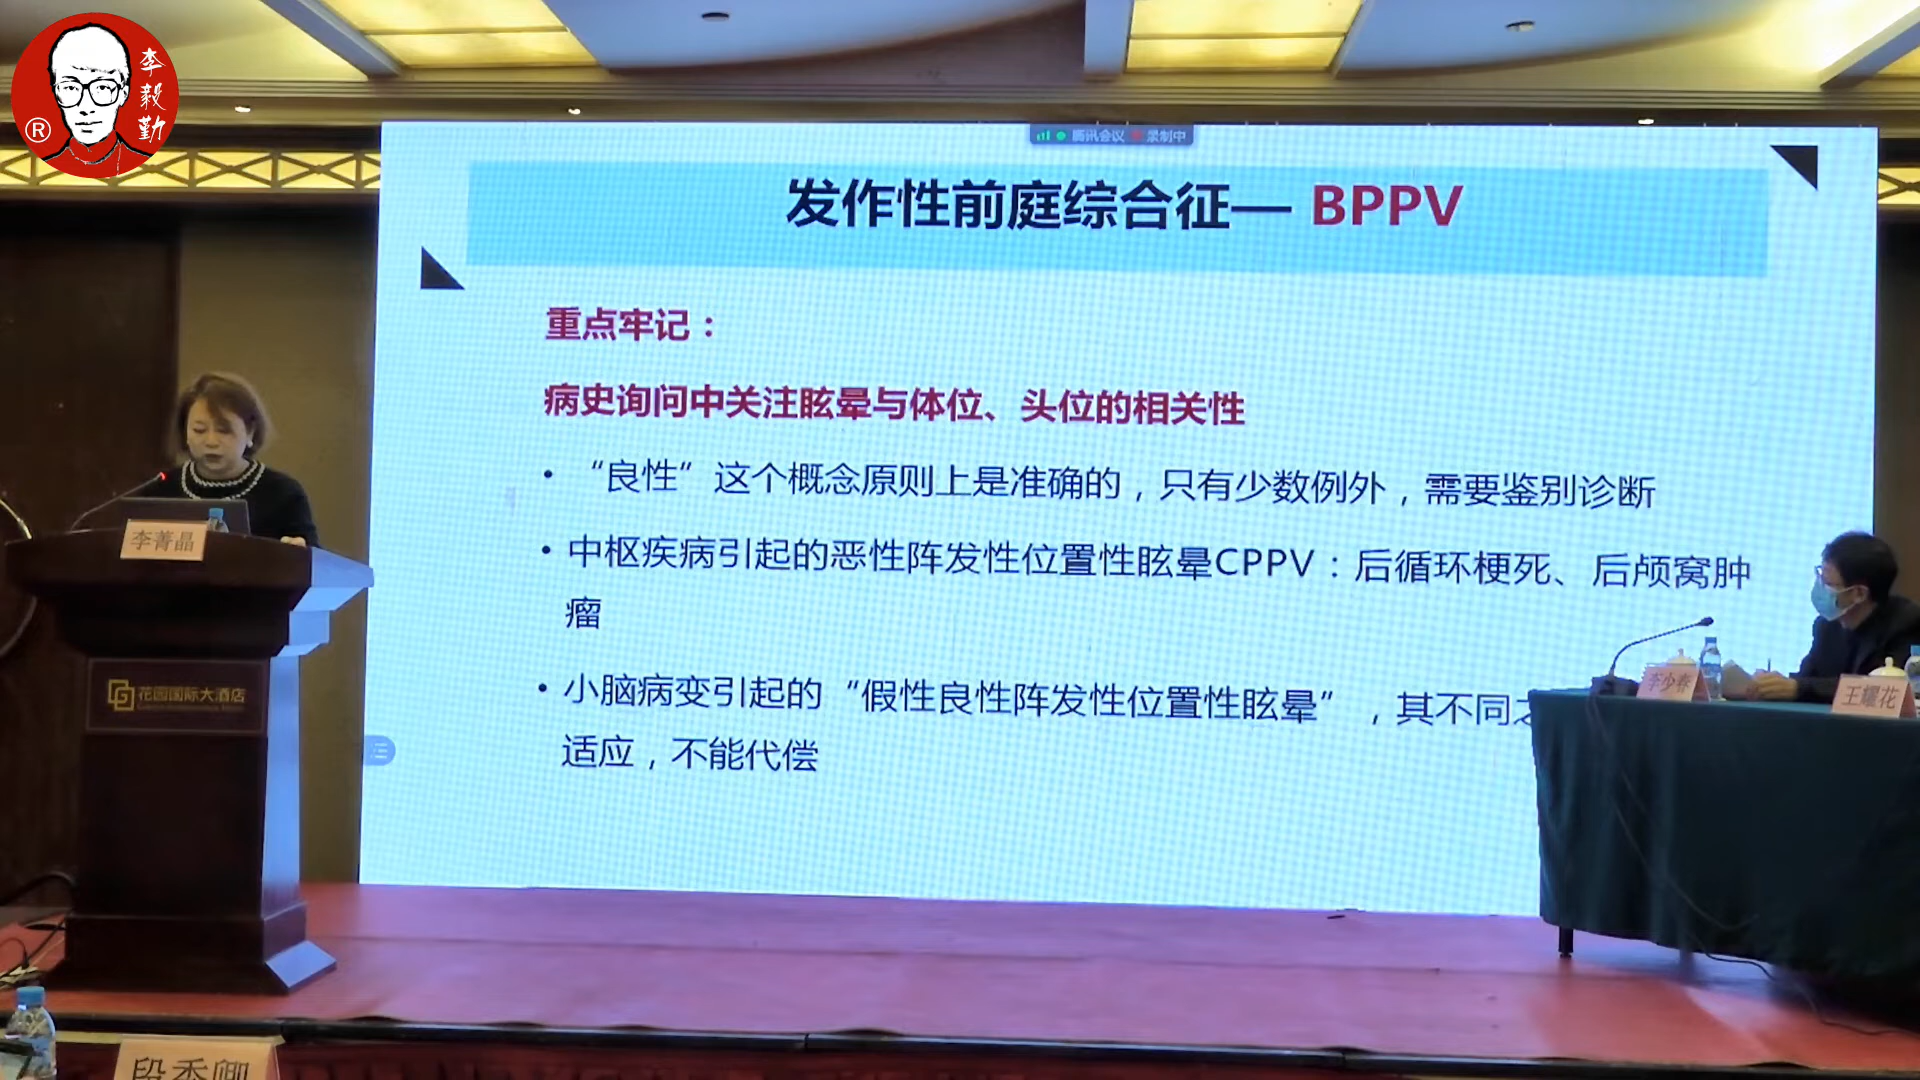 李毅勤
®
腾讯会议 录制中
发作性前庭综合征— BPPV
重点牢记：
病史询问中关注眩晕与体位、头位的相关性
• “良性”这个概念原则上是准确的，只有少数例外，需要鉴别诊断
• 中枢疾病引起的恶性阵发性位置性眩晕CPPV：后循环梗死、后颅窝肿
瘤
• 小脑病变引起的“假性良性阵发性位置性眩晕”，其不同之
适应，不能代偿
李菁晶
花园国际大酒店
李少春
王耀花
段秀卿